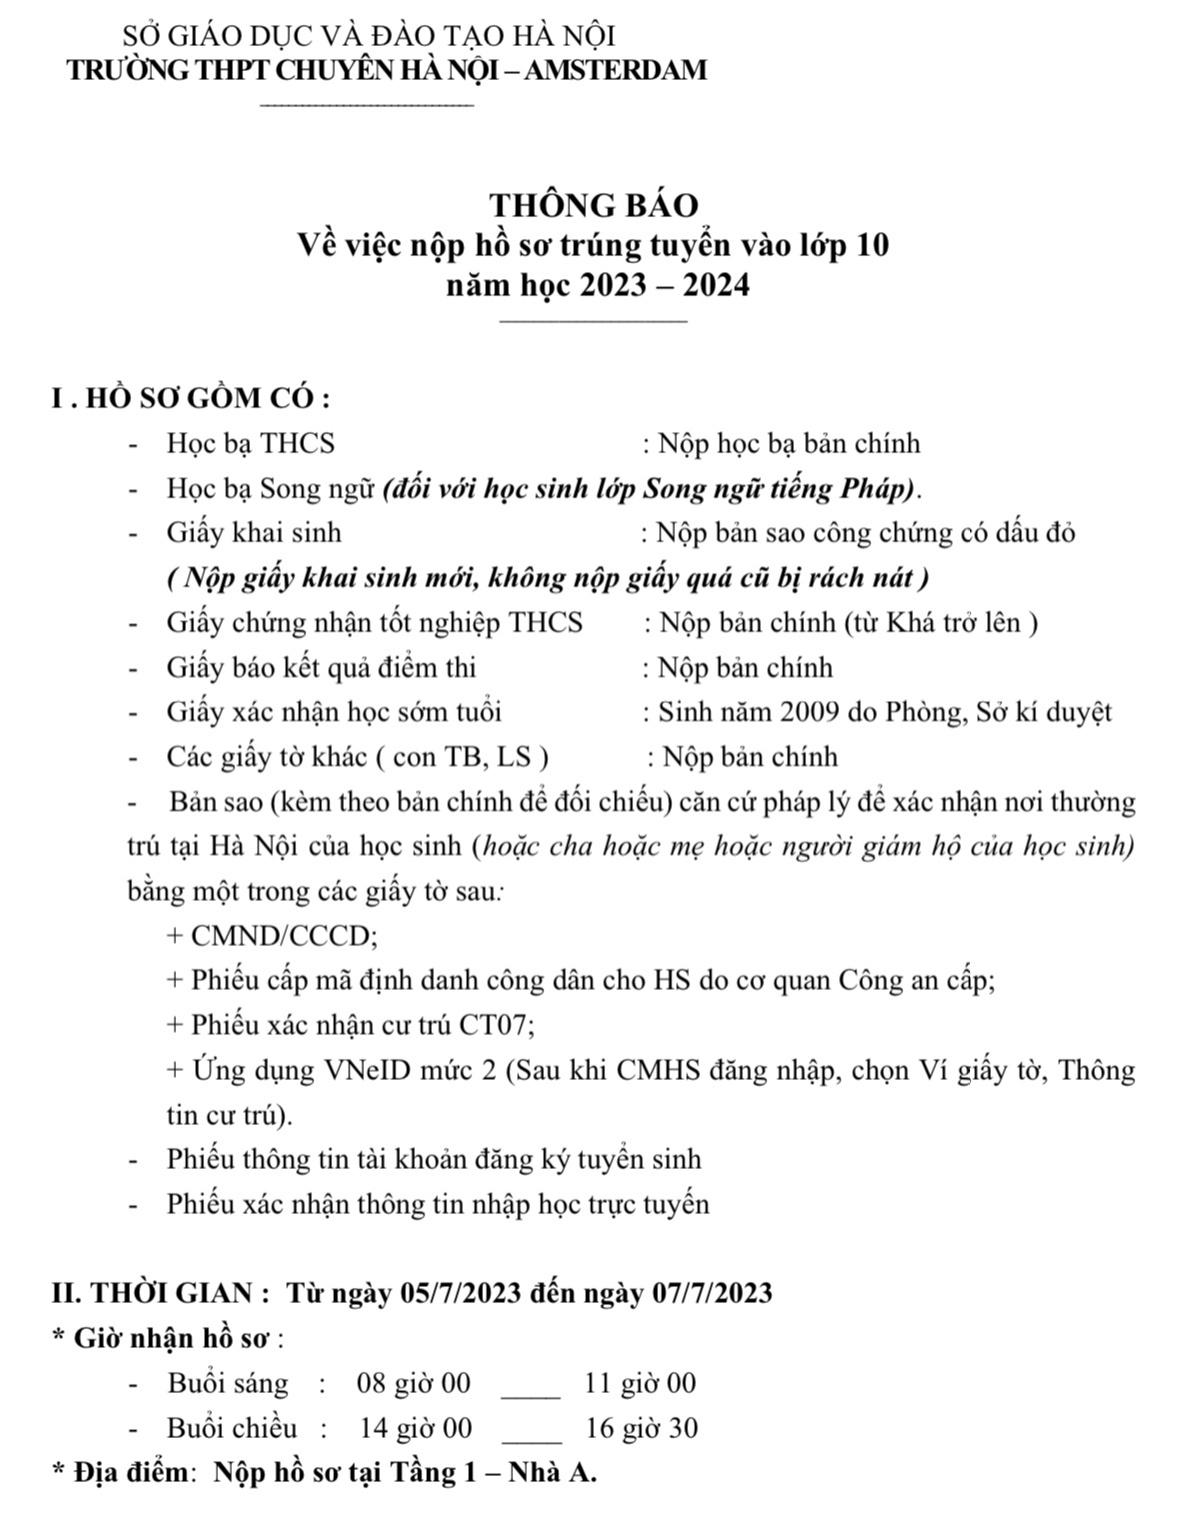 SỞ GIÁO DỤC VÀ ĐÀO TẠO HÀ NỘI
TRƯỜNG THPT CHUYÊN HÀ NỘI – AMSTERDAM
THÔNG BÁO
Về việc nộp hồ sơ trúng tuyển vào lớp 10
năm học 2023 – 2024
I . HỒ SƠ GỒM CÓ :
- Học bạ THCS : Nộp học bạ bản chính
- Học bạ Song ngữ (đối với học sinh lớp Song ngữ tiếng Pháp).
- Giấy khai sinh : Nộp bản sao công chứng có dấu đỏ
( Nộp giấy khai sinh mới, không nộp giấy quá cũ bị rách nát )
- Giấy chứng nhận tốt nghiệp THCS : Nộp bản chính (từ Khá trở lên )
- Giấy báo kết quả điểm thi : Nộp bản chính
- Giấy xác nhận học sớm tuổi : Sinh năm 2009 do Phòng, Sở kí duyệt
- Các giấy tờ khác ( con TB, LS ) : Nộp bản chính
- Bản sao (kèm theo bản chính để đối chiếu) căn cứ pháp lý để xác nhận nơi thường
trú tại Hà Nội của học sinh (hoặc cha hoặc mẹ hoặc người giám hộ của học sinh)
bằng một trong các giấy tờ sau:
+ CMND/CCCD;
+ Phiếu cấp mã định danh công dân cho HS do cơ quan Công an cấp;
+ Phiếu xác nhận cư trú CT07;
+ Ứng dụng VNeID mức 2 (Sau khi CMHS đăng nhập, chọn Ví giấy tờ, Thông
tin cư trú).
- Phiếu thông tin tài khoản đăng ký tuyển sinh
- Phiếu xác nhận thông tin nhập học trực tuyến
II. THỜI GIAN : Từ ngày 05/7/2023 đến ngày 07/7/2023
* Giờ nhận hồ sơ :
- Buổi sáng : 08 giờ 00 ____ 11 giờ 00
- Buổi chiều : 14 giờ 00 ____ 16 giờ 30
* Địa điểm: Nộp hồ sơ tại Tầng 1 – Nhà A.